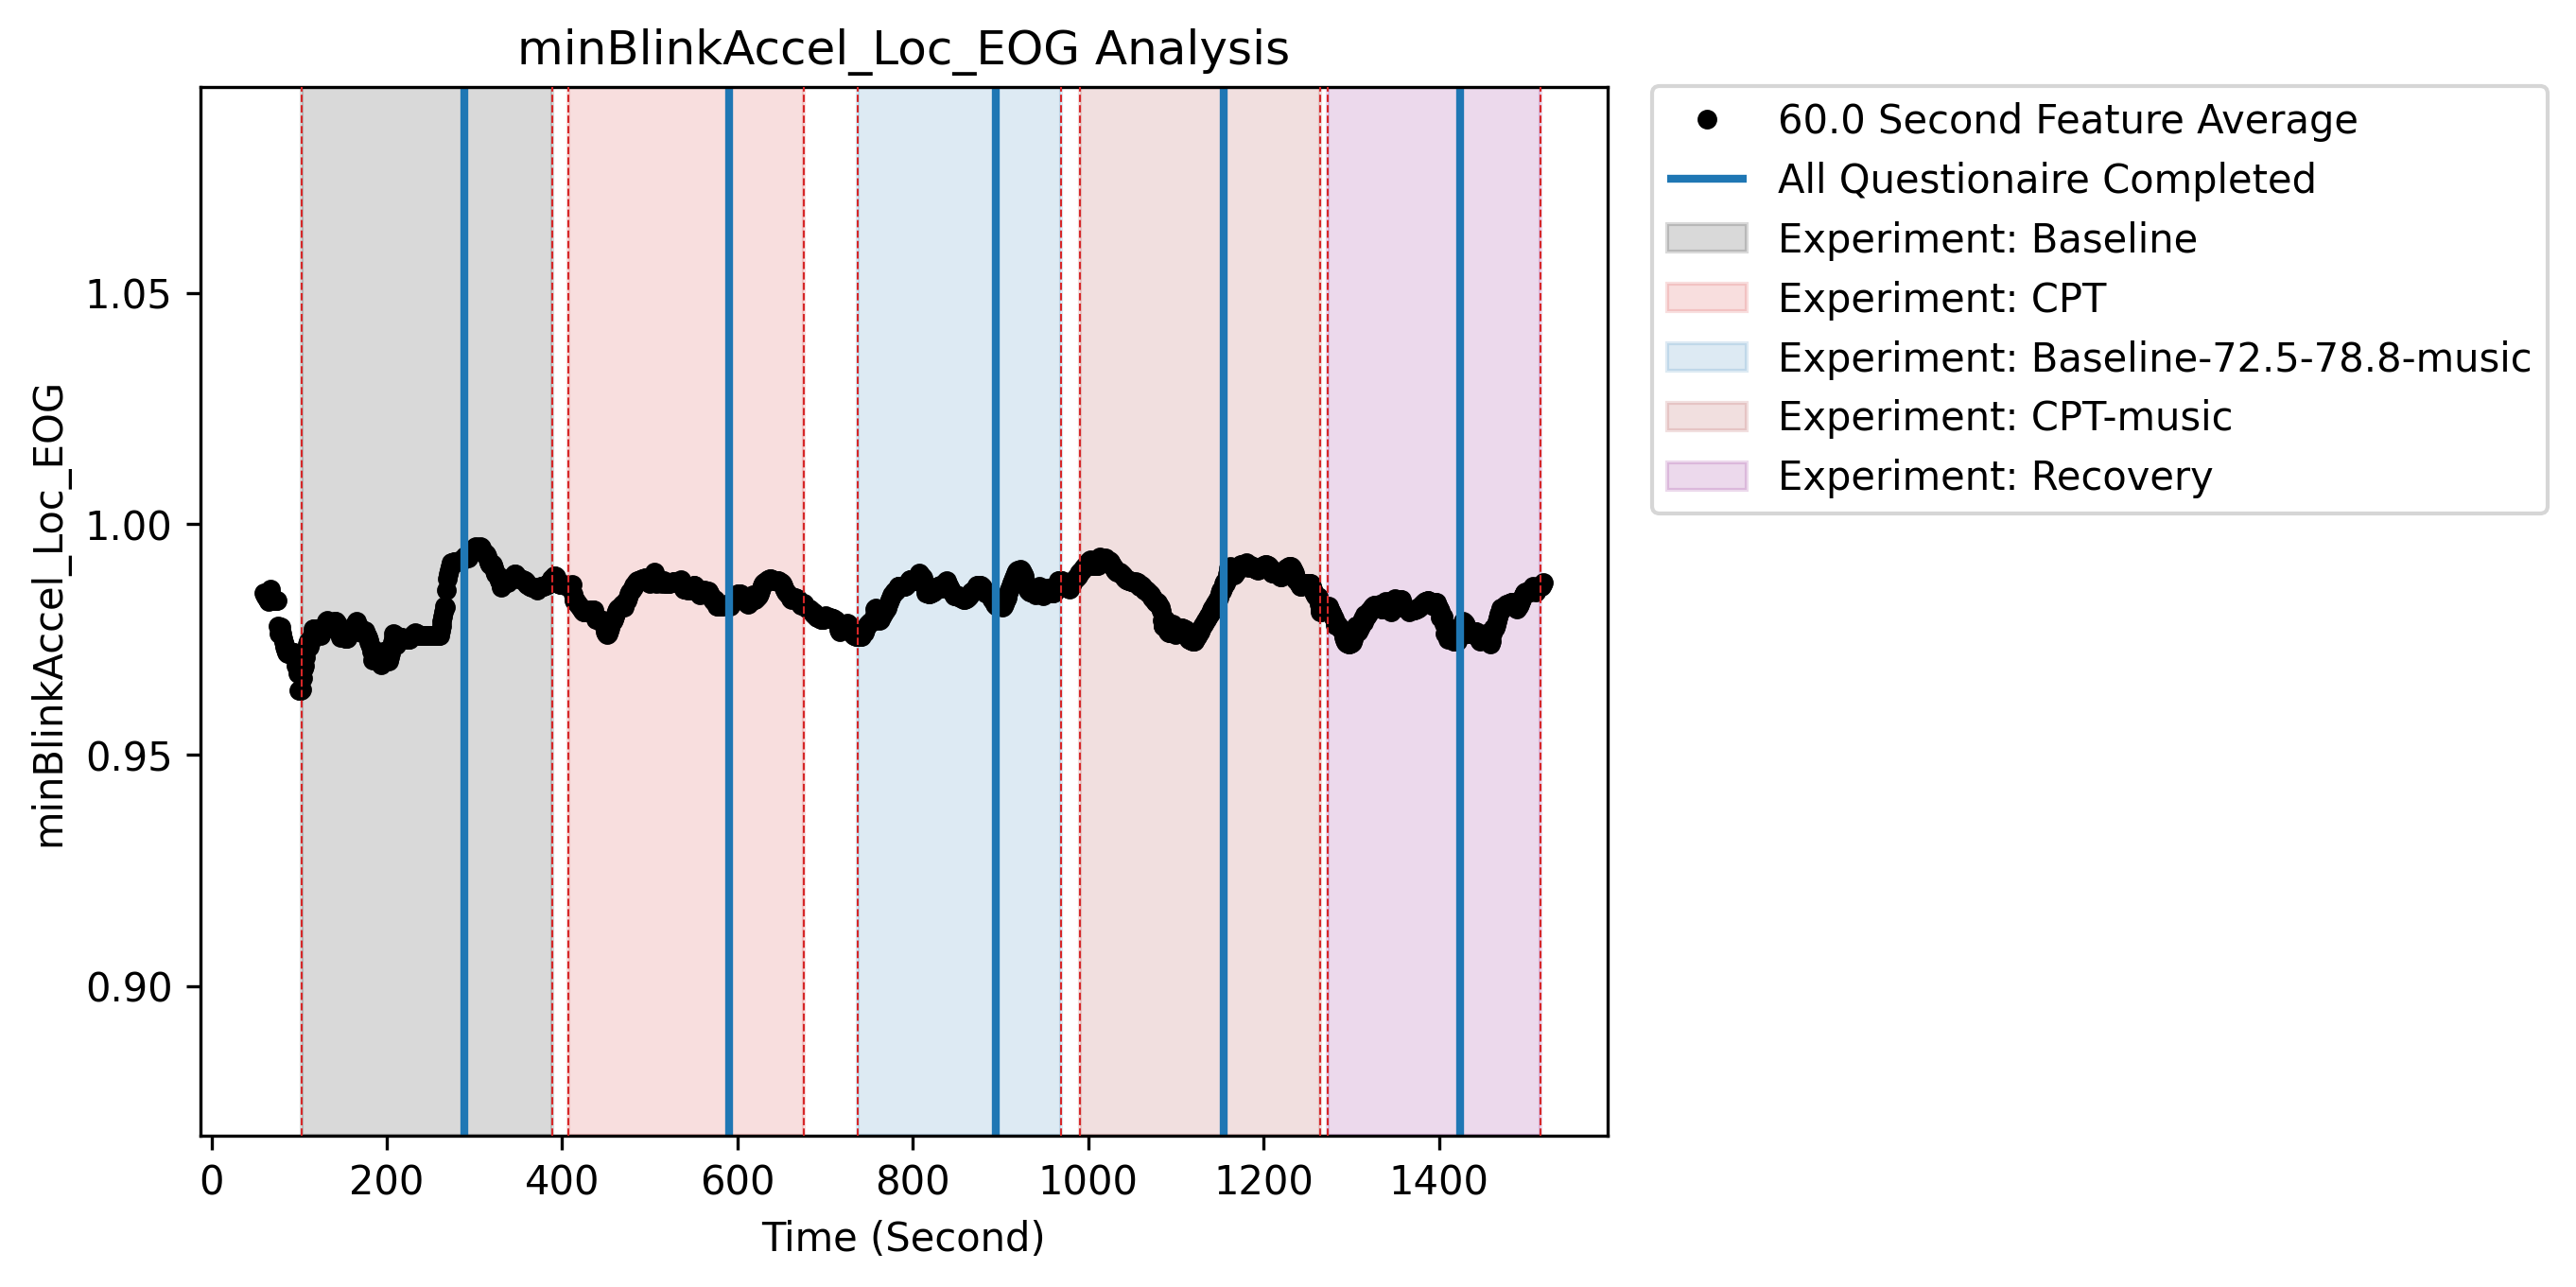 minBlinkAccel_Loc_EOG Analysis
minBlinkAccel_Loc_EOG
1.05
1.00
0.95
0.90
0
200
400
600
800
1000
1200
1400
Time (Second)
60.0 Second Feature Average
All Questionaire Completed
Experiment: Baseline
Experiment: CPT
Experiment: Baseline-72.5-78.8-music
Experiment: CPT-music
Experiment: Recovery